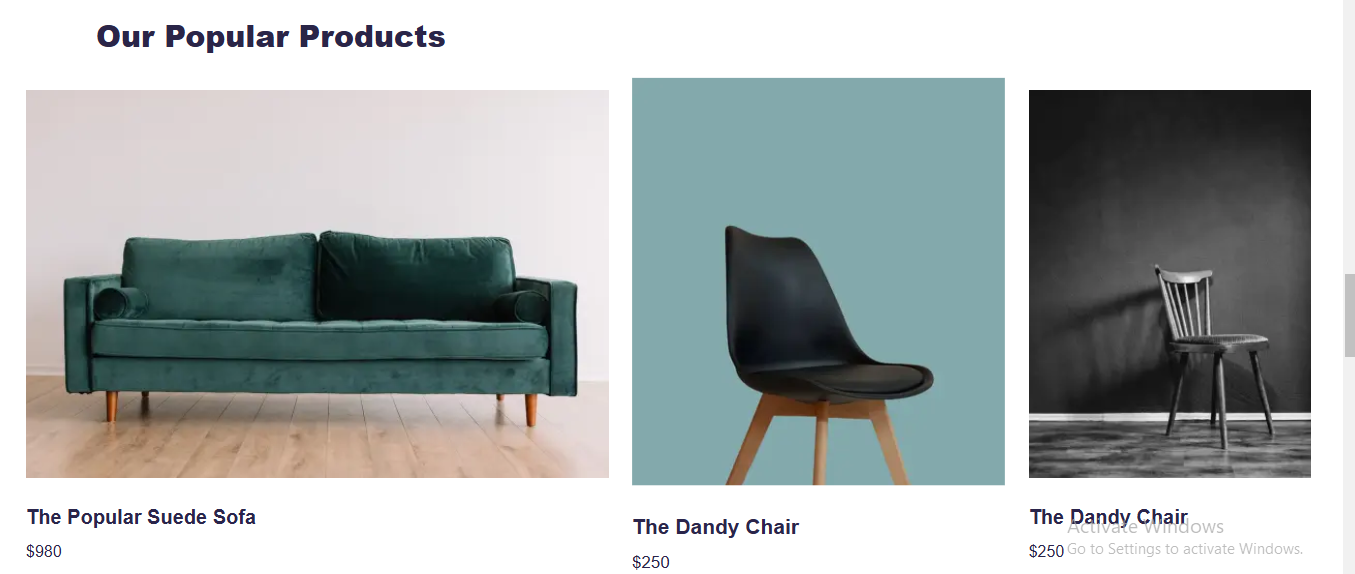 Our Popular Products
The Popular Suede Sofa
$980
The Dandy Chair
$250
The Dandy Chair
$250
Activate Windows
Go to Settings to activate Windows.